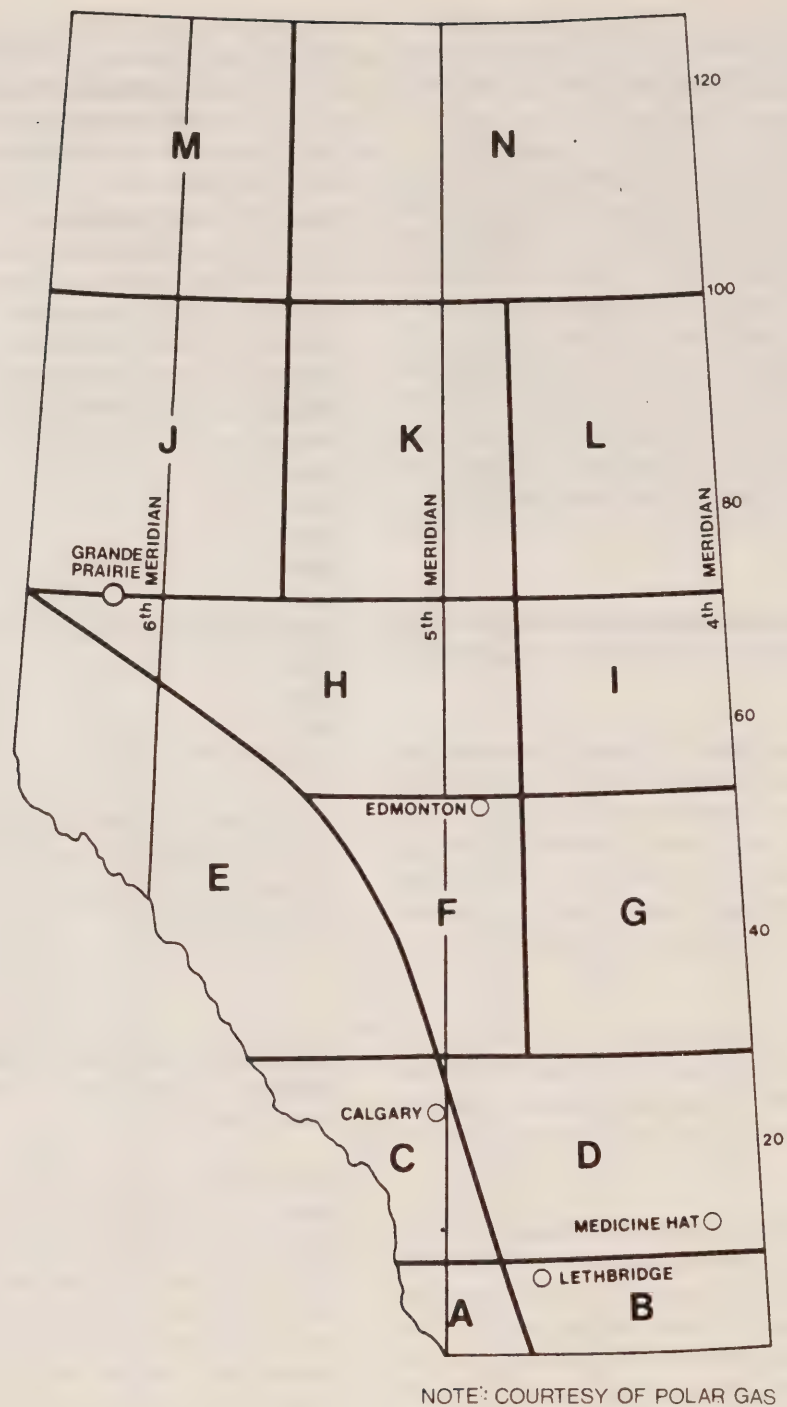 120
M
N
100
J
K
L
80
6th MERIDIAN
5th MERIDIAN
4th MERIDIAN
GRANDE
PRAIRIE
H
I
60
EDMONTON
E
F
G
40
CALGARY
C
D
20
MEDICINE HAT
LETHBRIDGE
A
B
NOTE: COURTESY OF POLAR GAS